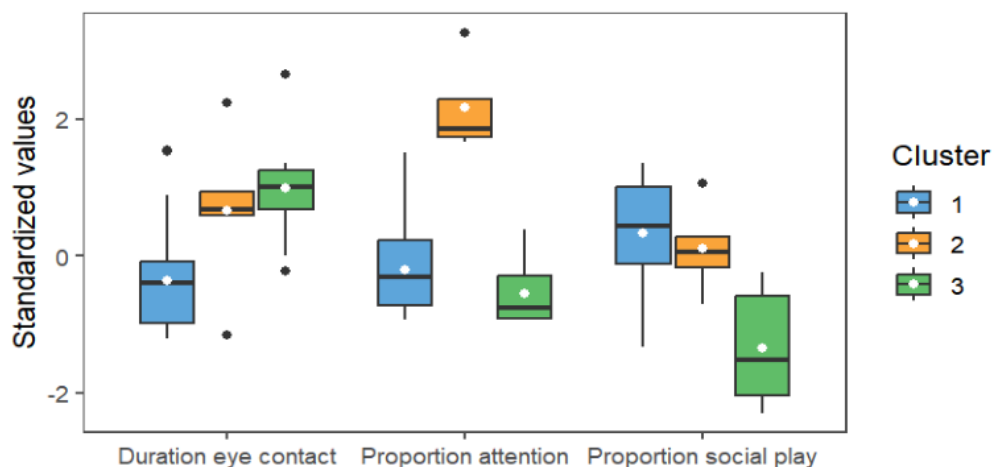 Standardized values
2
0
-2
Duration eye contact
Proportion attention
Proportion social play
Cluster
1
2
3